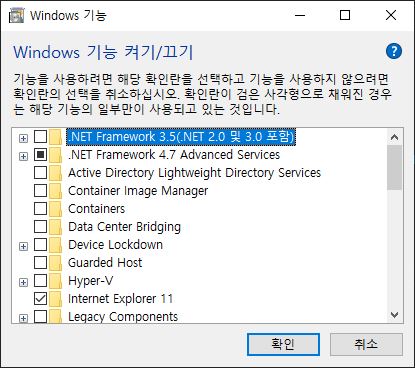 Windows 기능
Windows 기능 켜기/끄기
기능을 사용하려면 해당 확인란을 선택하고 기능을 사용하지 않으려면
확인란의 선택을 취소하십시오. 확인란이 검은 사각형으로 채워진 경우
는 해당 기능의 일부만이 사용되고 있는 것입니다.
.NET Framework 3.5(.NET 2.0 및 3.0 포함)
.NET Framework 4.7 Advanced Services
Active Directory Lightweight Directory Services
Container Image Manager
Containers
Data Center Bridging
Device Lockdown
Guarded Host
Hyper-V
Internet Explorer 11
Legacy Components
확인
취소